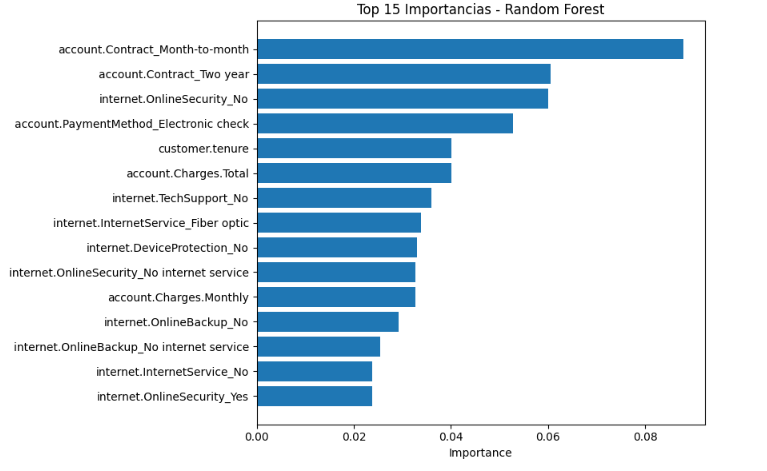 Top 15 Importancias - Random Forest
account.Contract_Month-to-month
account.Contract_Two year
internet.OnlineSecurity_No
account.PaymentMethod_Electronic check
customer.tenure
account.Charges.Total
internet.TechSupport_No
internet.InternetService_Fiber optic
internet.DeviceProtection_No
internet.OnlineSecurity_No internet service
account.Charges.Monthly
internet.OnlineBackup_No
internet.OnlineBackup_No internet service
internet.InternetService_No
internet.OnlineSecurity_Yes
0.00 0.02 0.04 0.06 0.08
Importance